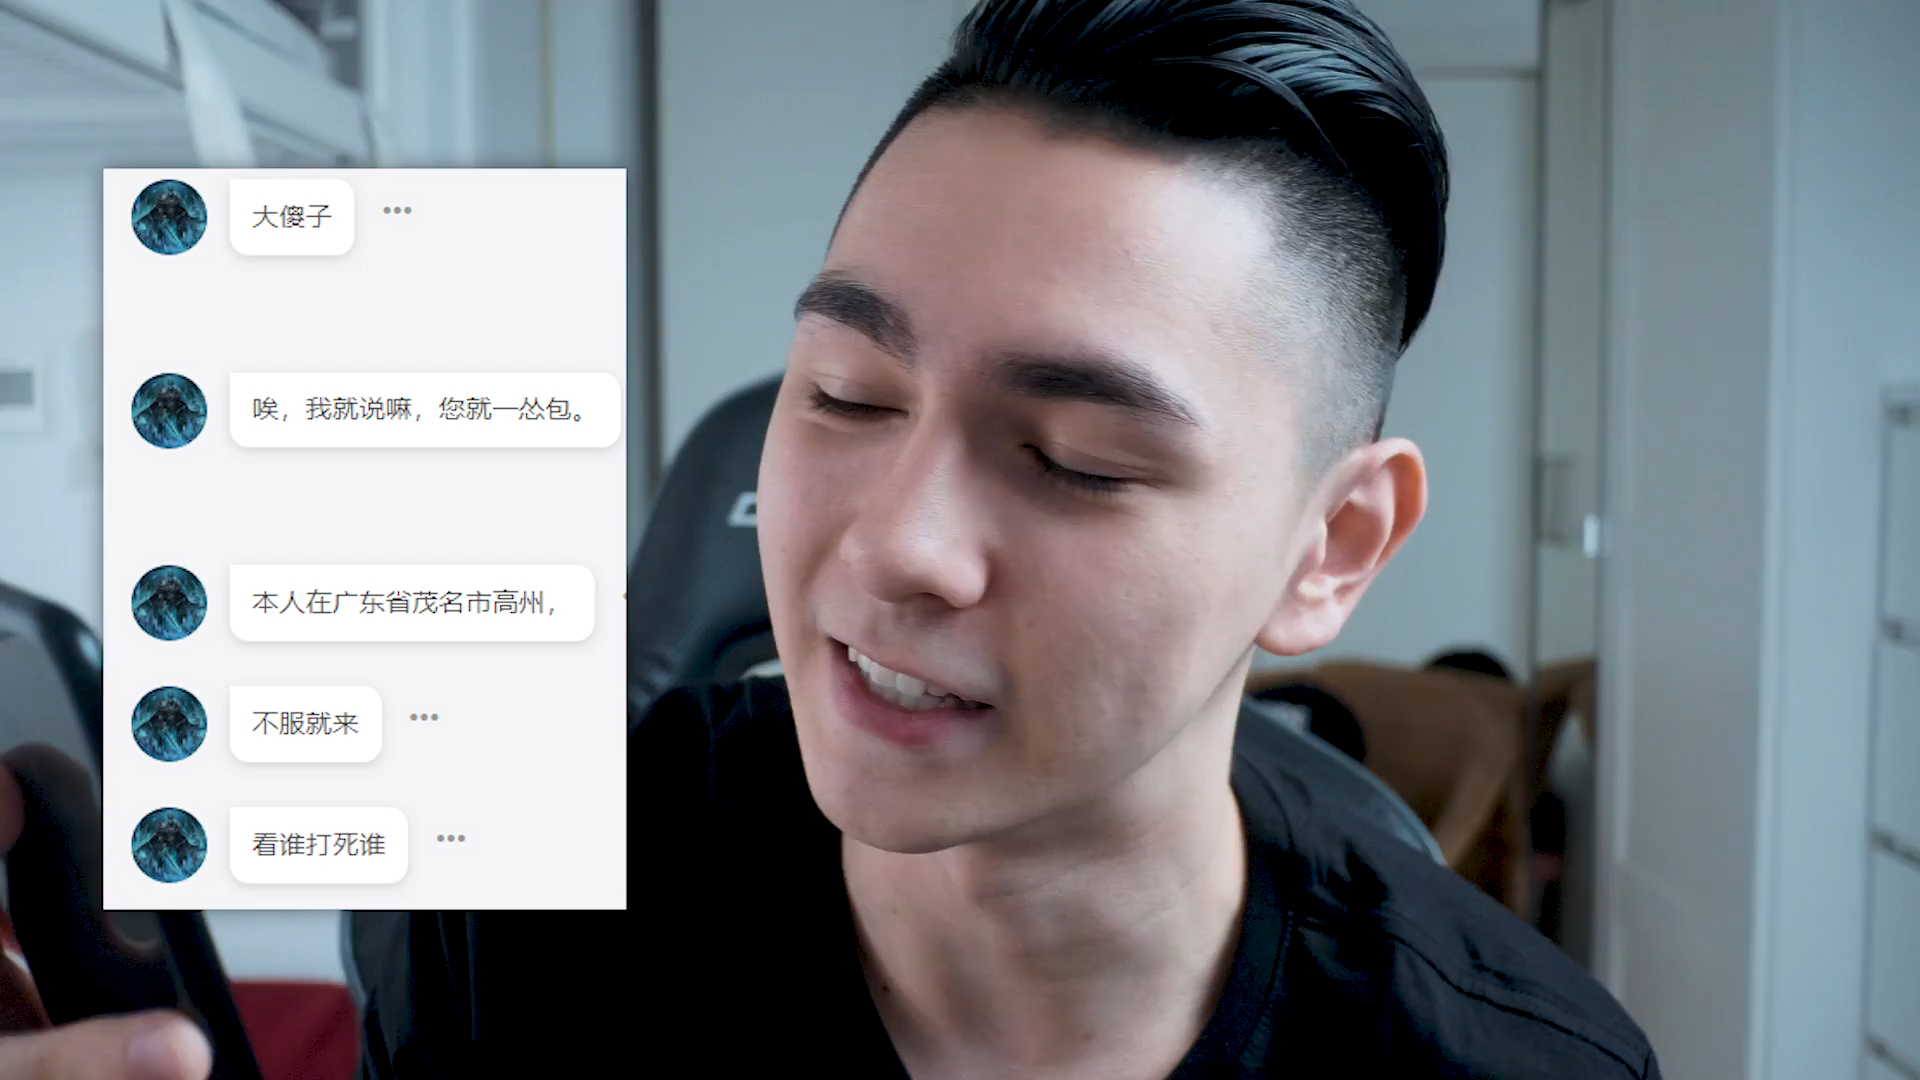 大傻子
唉，我就说嘛，您就一怂包。
本人在广东省茂名市高州，
不服就来
看谁打死谁